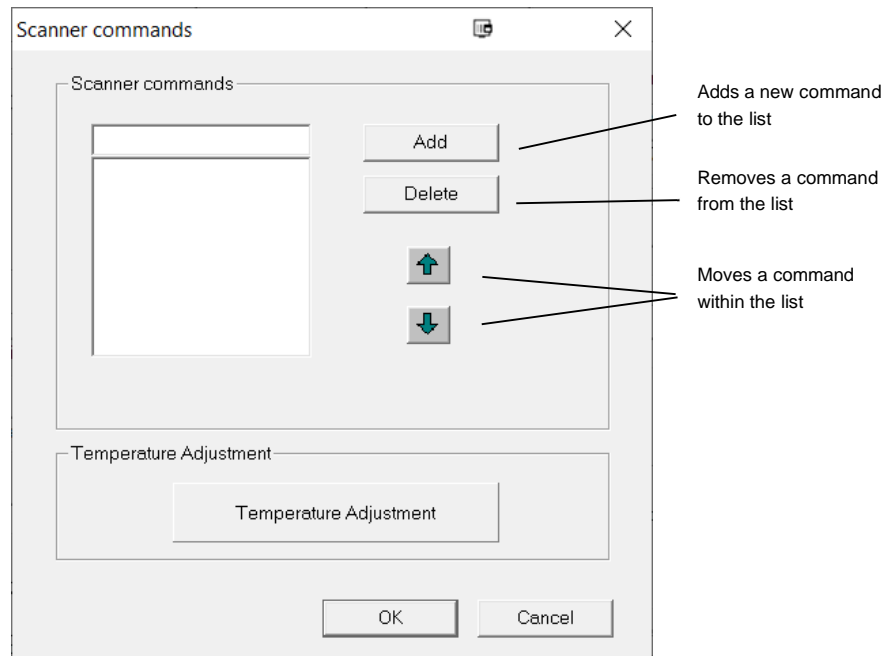 Scanner commands
Scanner commands
Add
Delete
Adds a new command
to the list
Removes a command
from the list
Moves a command
within the list
Temperature Adjustment
Temperature Adjustment
OK
Cancel